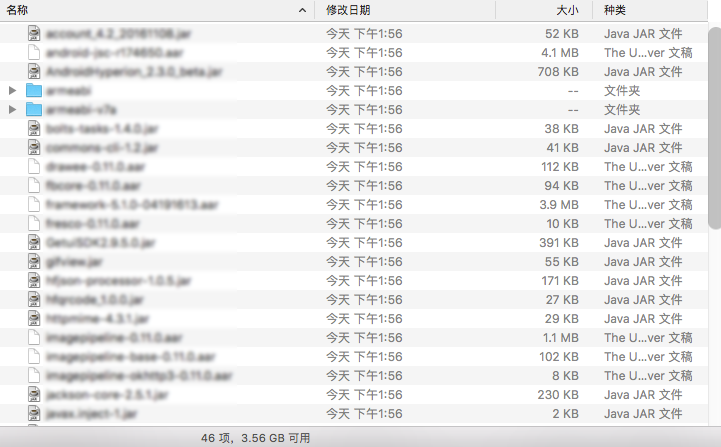 名称 修改日期 大小 种类
今天 下午1:56 52 KB Java JAR 文件
android-jsc-r174650.aar 今天 下午1:56 4.1 MB The U...ver 文稿
AndroidHyperion_2.3.0_beta.jar 今天 下午1:56 708 KB Java JAR 文件
armeabi 今天 下午1:56 -- 文件夹
armeabi-v7a 今天 下午1:56 -- 文件夹
bolts-tasks-1.4.0.jar 今天 下午1:56 38 KB Java JAR 文件
commons-cli-1.2.jar 今天 下午1:56 41 KB Java JAR 文件
drawee-0.11.0.aar 今天 下午1:56 112 KB The U...ver 文稿
fbcore-0.11.0.aar 今天 下午1:56 94 KB The U...ver 文稿
今天 下午1:56 3.9 MB The U...ver 文稿
fresco-0.11.0.aar 今天 下午1:56 10 KB The U...ver 文稿
GetuiSDK2.9.5.0.jar 今天 下午1:56 391 KB Java JAR 文件
gifview.jar 今天 下午1:56 55 KB Java JAR 文件
hfjson-processor-1.0.5.jar 今天 下午1:56 171 KB Java JAR 文件
hfqrcode_1.0.0.jar 今天 下午1:56 27 KB Java JAR 文件
httpmime-4.3.1.jar 今天 下午1:56 29 KB Java JAR 文件
imagepipeline-0.11.0.aar 今天 下午1:56 1.1 MB The U...ver 文稿
imagepipeline-base-0.11.0.aar 今天 下午1:56 102 KB The U...ver 文稿
imagepipeline-okhttp3-0.11.0.aar 今天 下午1:56 8 KB The U...ver 文稿
jackson-core-2.5.1.jar 今天 下午1:56 230 KB Java JAR 文件
javax.inject-1.jar 今天 下午1:56 2 KB Java JAR 文件
46 项，3.56 GB 可用